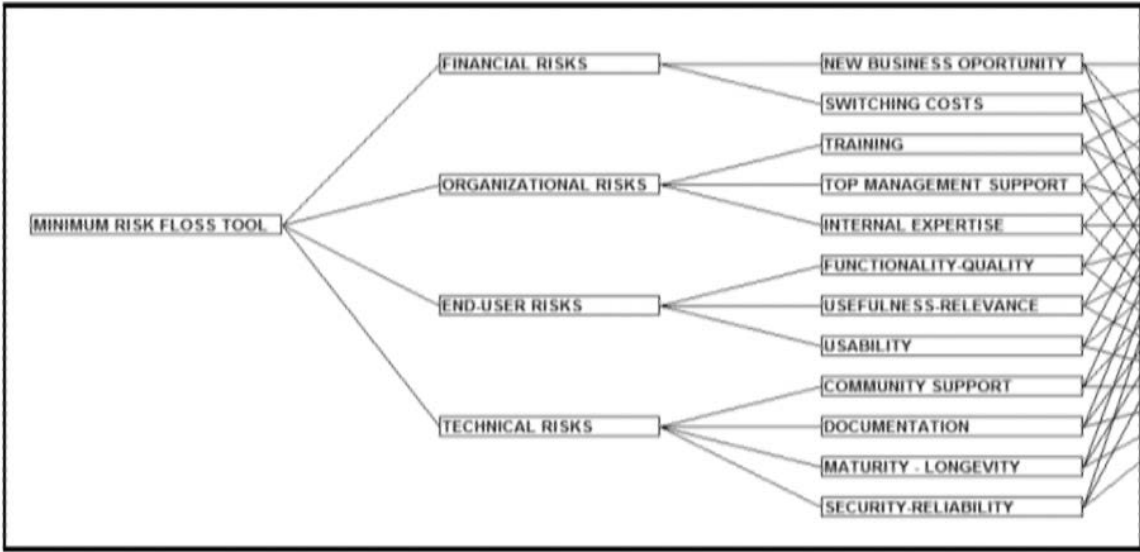 MINIMUM RISK FLOSS TOOL
FINANCIAL RISKS
ORGANIZATIONAL RISKS
END-USER RISKS
TECHNICAL RISKS
NEW BUSINESS OPORTUNITY
SWITCHING COSTS
TRAINING
TOP MANAGEMENT SUPPORT
INTERNAL EXPERTISE
FUNCTIONALITY-QUALITY
USEFULNESS-RELEVANCE
USABILITY
COMMUNITY SUPPORT
DOCUMENTATION
MATURITY - LONGEVITY
SECURITY-RELIABILITY